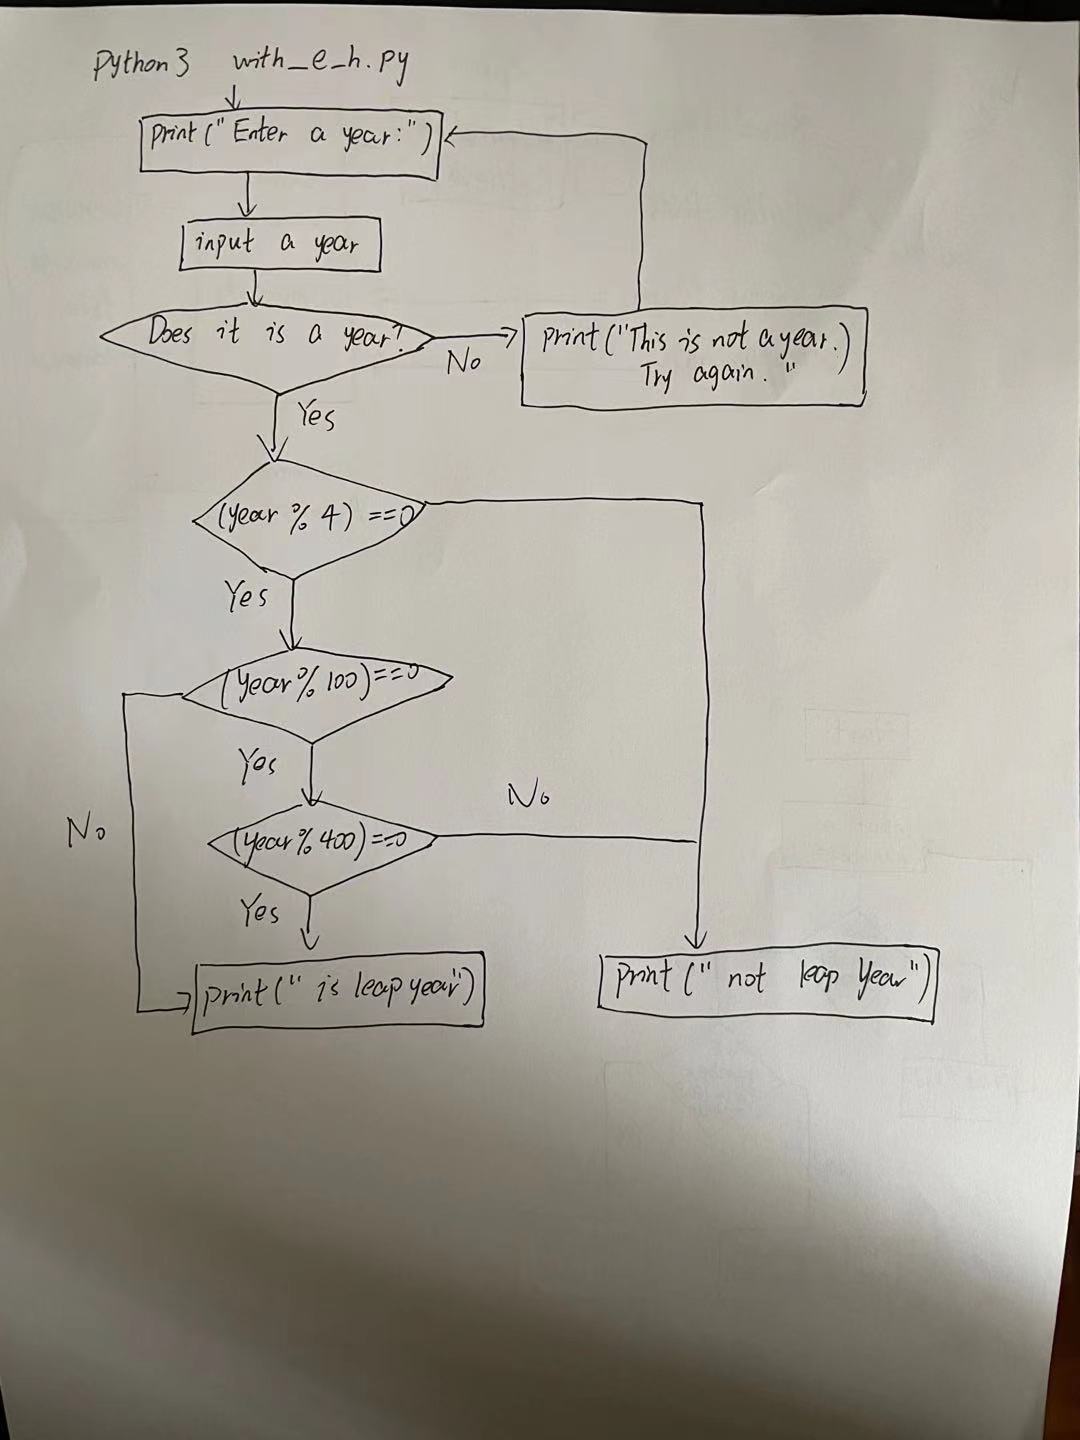 Python3 with_e_h.py
print("Enter a year:")
input a year
Does it is a year?
No
print("This is not a year.)
Try again. "
Yes
(year % 4) ==0
Yes
(year % 100)==0
Yes
No
No
(year % 400)==0
Yes
print(" is leap year")
print(" not leap Year")